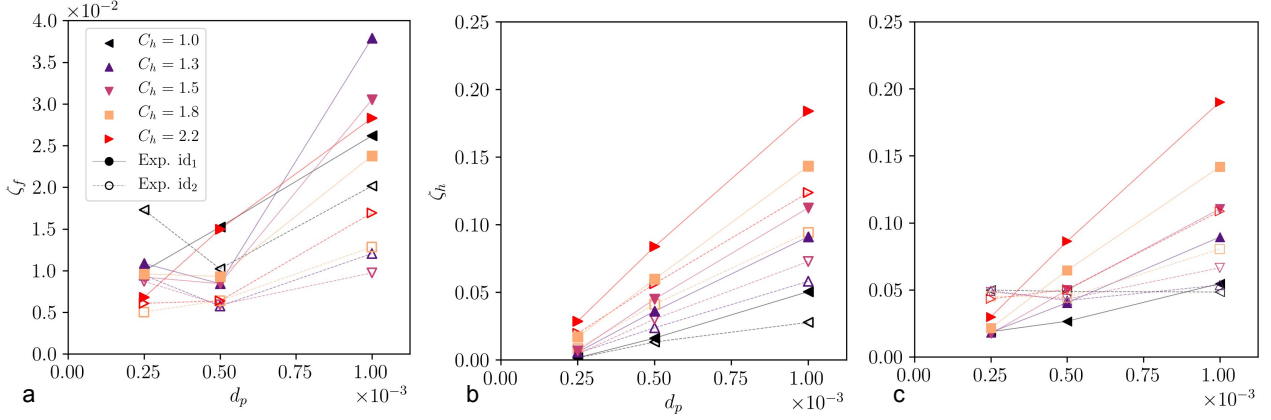 ×10⁻²
4.0
3.5
3.0
2.5
2.0
1.5
1.0
0.5
0.0
ζ_f
C_h = 1.0
C_h = 1.3
C_h = 1.5
C_h = 1.8
C_h = 2.2
Exp. id₁
Exp. id₂
0.00 0.25 0.50 0.75 1.00
a d_p ×10⁻³
0.25
0.20
0.15
0.10
0.05
0.00
ζ_h
0.00 0.25 0.50 0.75 1.00
b d_p ×10⁻³
0.25
0.20
0.15
0.10
0.05
0.00
0.00 0.25 0.50 0.75 1.00
c ×10⁻³